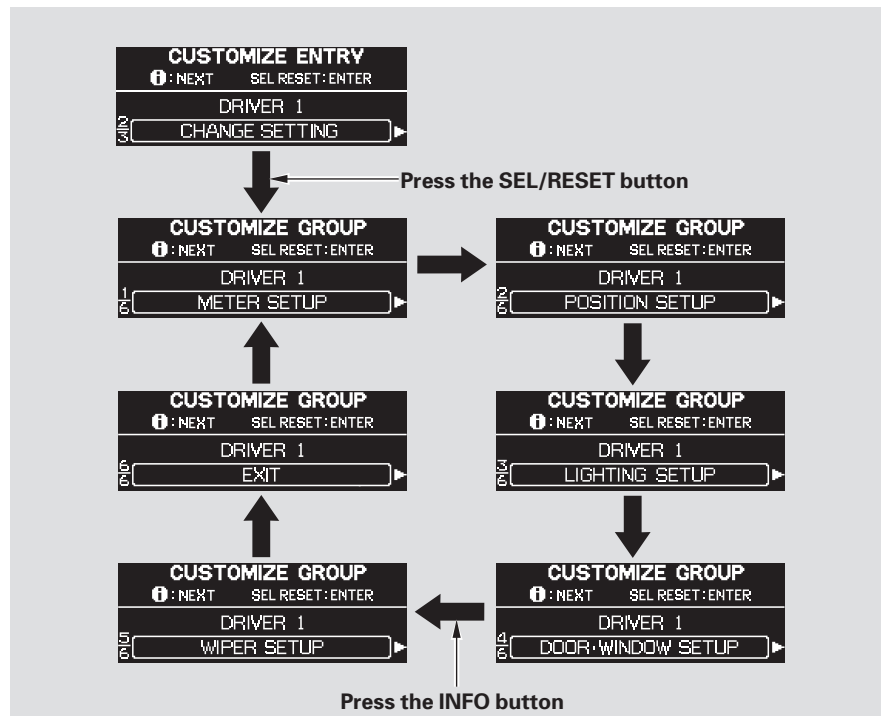 CUSTOMIZE ENTRY
i : NEXT SEL RESET : ENTER
DRIVER 1
2/3 CHANGE SETTING
Press the SEL/RESET button
CUSTOMIZE GROUP
i : NEXT SEL RESET : ENTER
DRIVER 1
1/6 METER SETUP
CUSTOMIZE GROUP
i : NEXT SEL RESET : ENTER
DRIVER 1
2/6 POSITION SETUP
CUSTOMIZE GROUP
i : NEXT SEL RESET : ENTER
DRIVER 1
6/6 EXIT
CUSTOMIZE GROUP
i : NEXT SEL RESET : ENTER
DRIVER 1
3/6 LIGHTING SETUP
CUSTOMIZE GROUP
i : NEXT SEL RESET : ENTER
DRIVER 1
5/6 WIPER SETUP
CUSTOMIZE GROUP
i : NEXT SEL RESET : ENTER
DRIVER 1
4/6 DOOR·WINDOW SETUP
Press the INFO button